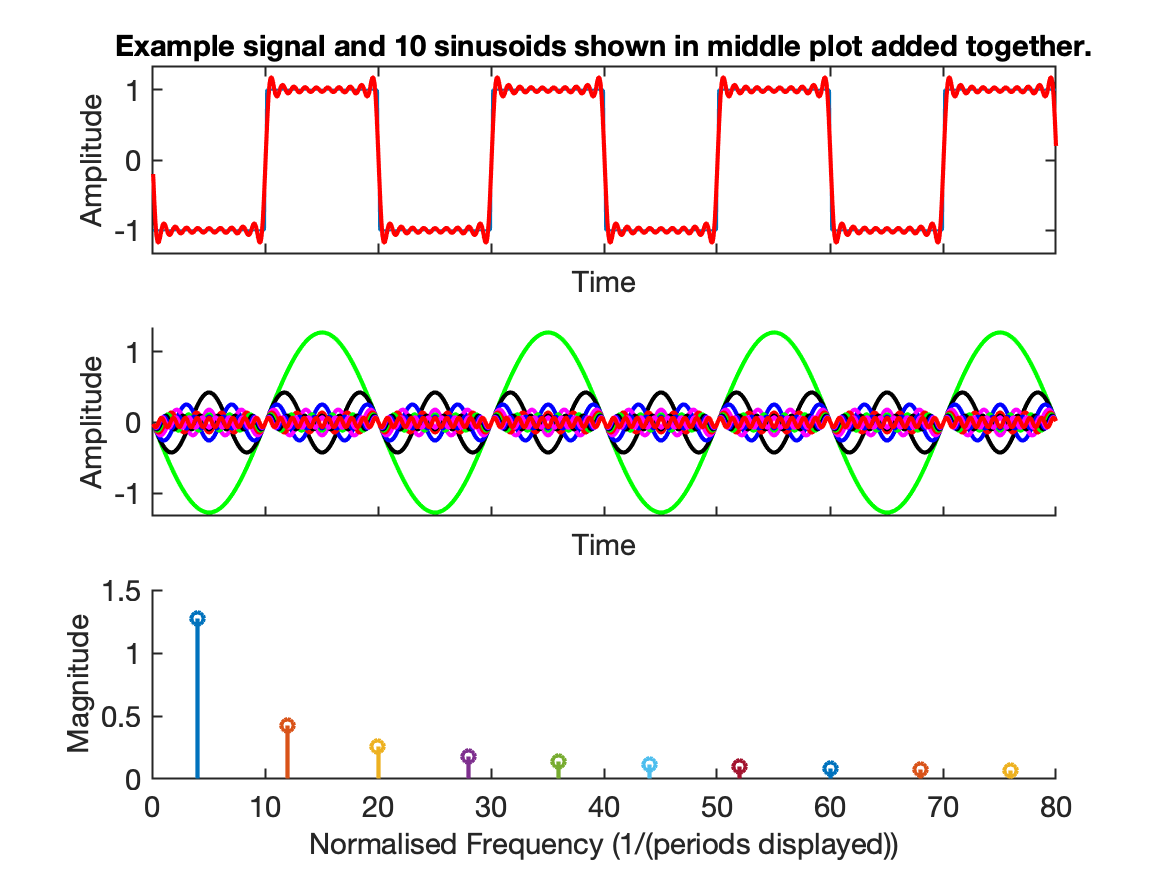 Example signal and 10 sinusoids shown in middle plot added together.
Amplitude
1
0
-1
Time
Amplitude
1
0
-1
Time
Magnitude
1.5
1
0.5
0
0 10 20 30 40 50 60 70 80
Normalised Frequency (1/(periods displayed))